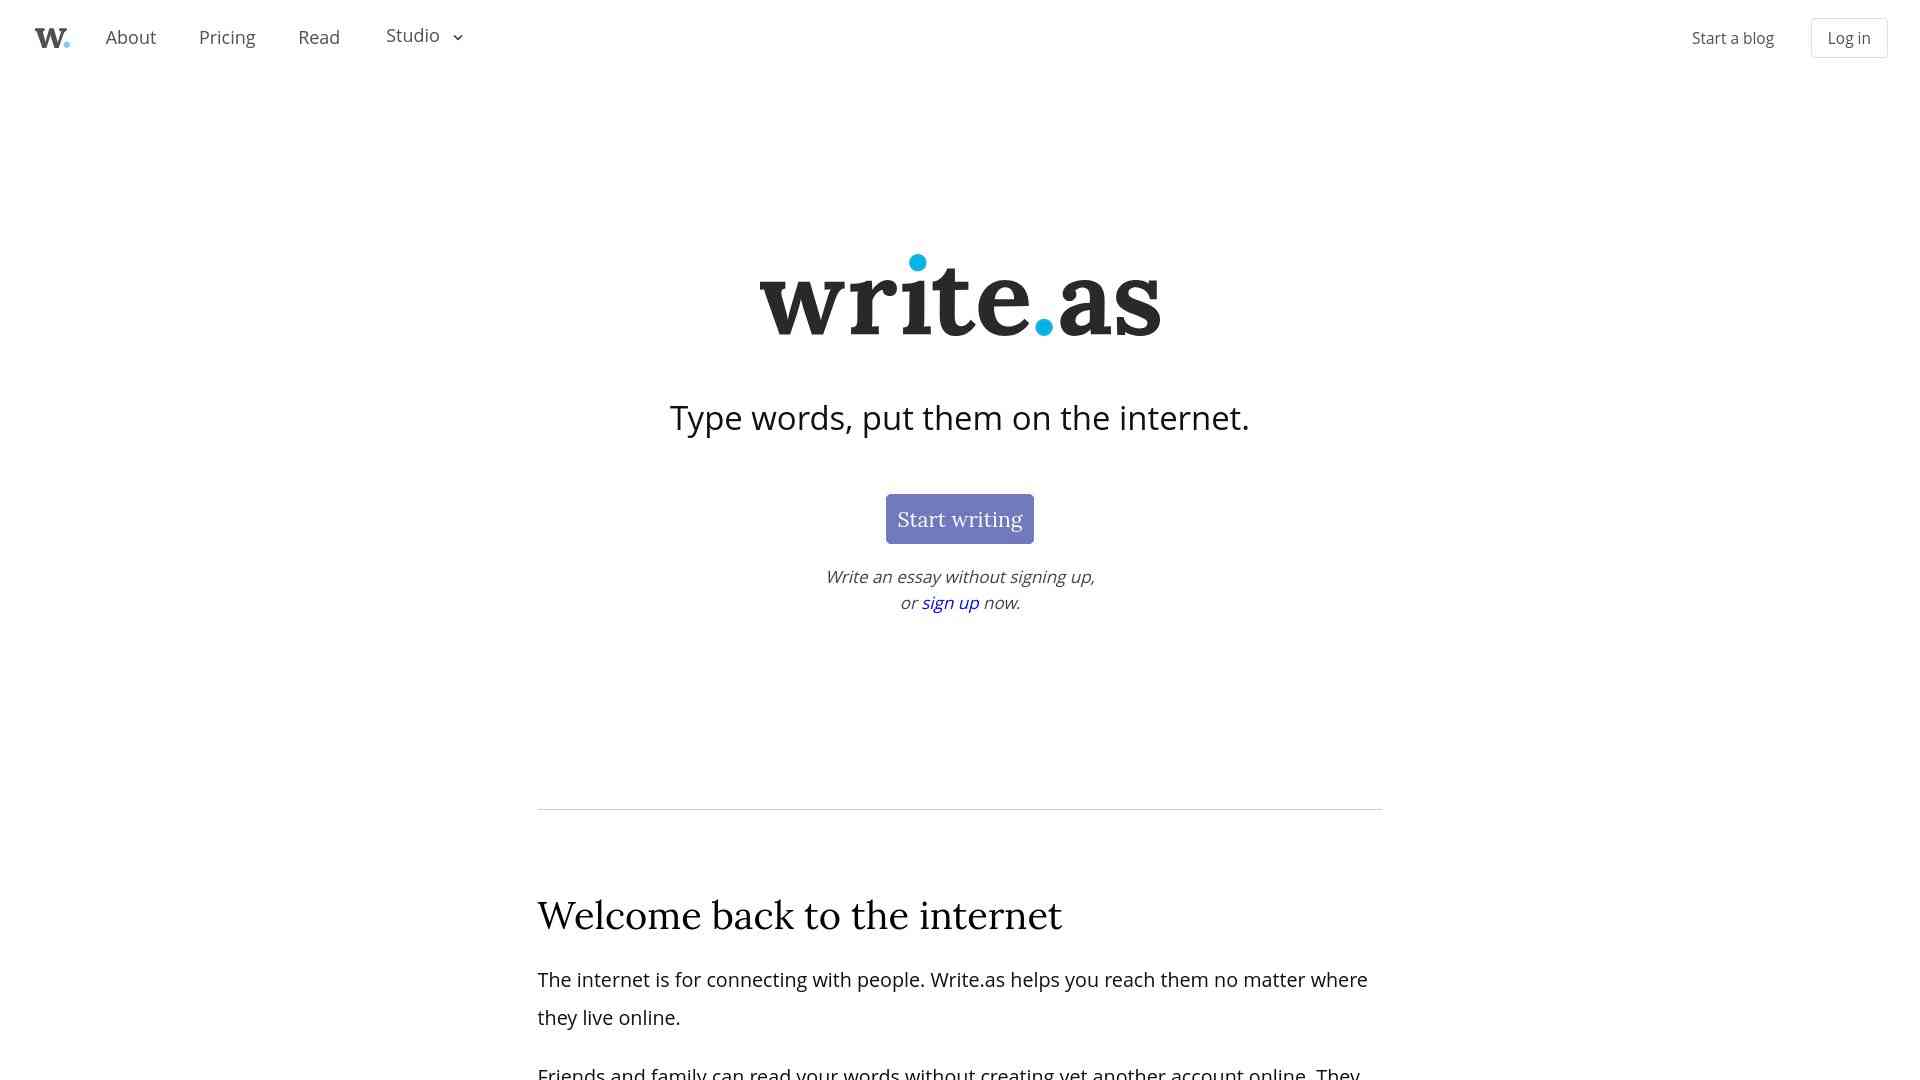 w.
About
Pricing
Read
Studio
Start a blog
Log in
write.as
Type words, put them on the internet.
Start writing
Write an essay without signing up,
or sign up now.
Welcome back to the internet
The internet is for connecting with people. Write.as helps you reach them no matter where
they live online.
Friends and family can read your words without creating yet another account online. They